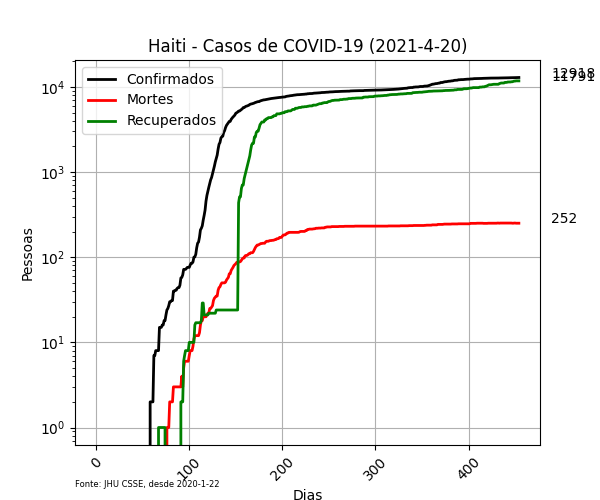 Haiti - Casos de COVID-19 (2021-4-20)
Confirmados
Mortes
Recuperados
12918
11791
252
10⁴
10³
10²
10¹
10⁰
Pessoas
0
100
200
300
400
Dias
Fonte: JHU CSSE, desde 2020-1-22